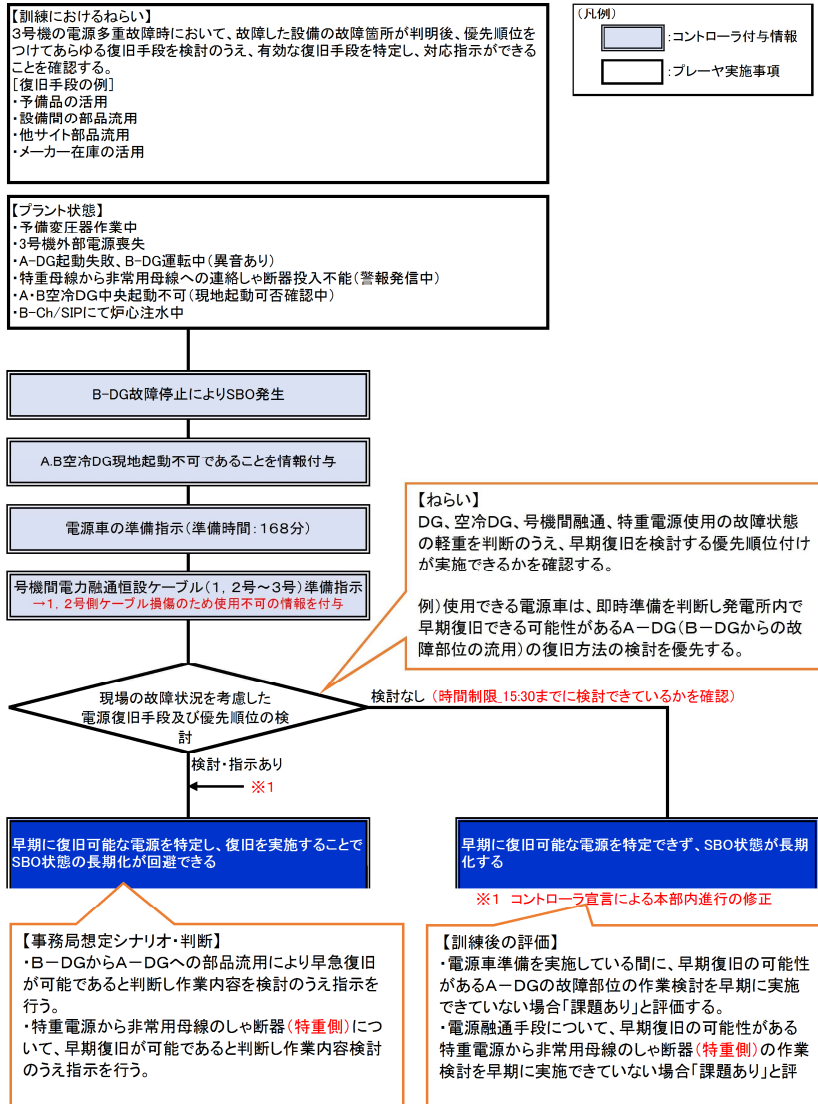 【訓練におけるねらい】
3号機の電源多重故障時において、故障した設備の故障箇所が判明後、優先順位を
つけてあらゆる復旧手段を検討のうえ、有効な復旧手段を特定し、対応指示ができる
ことを確認する。
[復旧手段の例]
・予備品の活用
・設備間の部品流用
・他サイト部品流用
・メーカー在庫の活用
(凡例)
:コントローラ付与情報
:プレーヤ実施事項
【プラント状態】
・予備変圧器作業中
・3号機外部電源喪失
・A-DG起動失敗、B-DG運転中(異音あり)
・特重母線から非常用母線への連絡しゃ断器投入不能(警報発信中)
・A・B空冷DG中央起動不可(現地起動可否確認中)
・B-Ch/SIPにて炉心注水中
B-DG故障停止によりSBO発生
A.B空冷DG現地起動不可であることを情報付与
電源車の準備指示(準備時間:168分)
号機間電力融通恒設ケーブル(1,2号~3号)準備指示
→1,2号側ケーブル損傷のため使用不可の情報を付与
【ねらい】
DG、空冷DG、号機間融通、特重電源使用の故障状態
の軽重を判断のうえ、早期復旧を検討する優先順位付け
が実施できるかを確認する。
例)使用できる電源車は、即時準備を判断し発電所内で
早期復旧できる可能性があるA-DG(B-DGからの故
障部位の流用)の復旧方法の検討を優先する。
現場の故障状況を考慮した
電源復旧手段及び優先順位の検
討
検討なし(時間制限_15:30までに検討できているかを確認)
検討・指示あり
※1
早期に復旧可能な電源を特定し、復旧を実施することで
SBO状態の長期化が回避できる
早期に復旧可能な電源を特定できず、SBO状態が長期
化する
※1 コントローラ宣言による本部内進行の修正
【事務局想定シナリオ・判断】
・B-DGからA-DGへの部品流用により早急復旧
が可能であると判断し作業内容を検討のうえ指示を
行う。
・特重電源から非常用母線のしゃ断器(特重側)につ
いて、早期復旧が可能であると判断し作業内容検討
のうえ指示を行う。
【訓練後の評価】
・電源車準備を実施している間に、早期復旧の可能性
があるA-DGの故障部位の作業検討を早期に実施
できていない場合「課題あり」と評価する。
・電源融通手段について、早期復旧の可能性がある
特重電源から非常用母線のしゃ断器(特重側)の作業
検討を早期に実施できていない場合「課題あり」と評